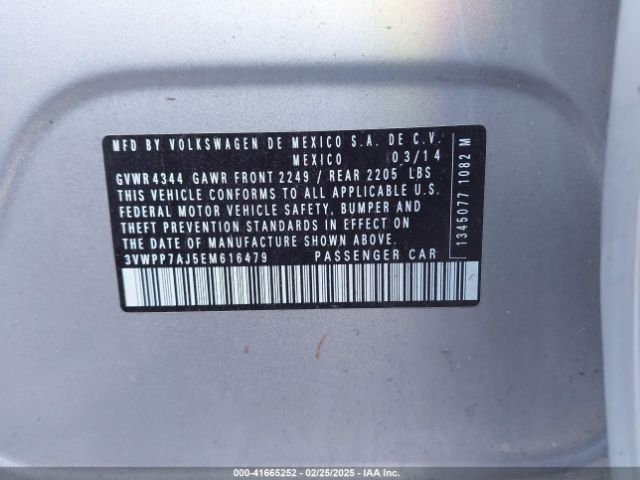 MFD BY VOLKSWAGEN DE MEXICO S.A. DE C.V.
MEXICO 03/14
GVWR 4344 GAWR FRONT 2249 / REAR 2205 LBS
THIS VEHICLE CONFORMS TO ALL APPLICABLE U.S.
FEDERAL MOTOR VEHICLE SAFETY, BUMPER AND
THEFT PREVENTION STANDARDS IN EFFECT ON
THE DATE OF MANUFACTURE SHOWN ABOVE.
3VWPP7AJ5EM616479 PASSENGER CAR
1345077 1082 M
000-41665252 - 02/25/2025 - IAA Inc.